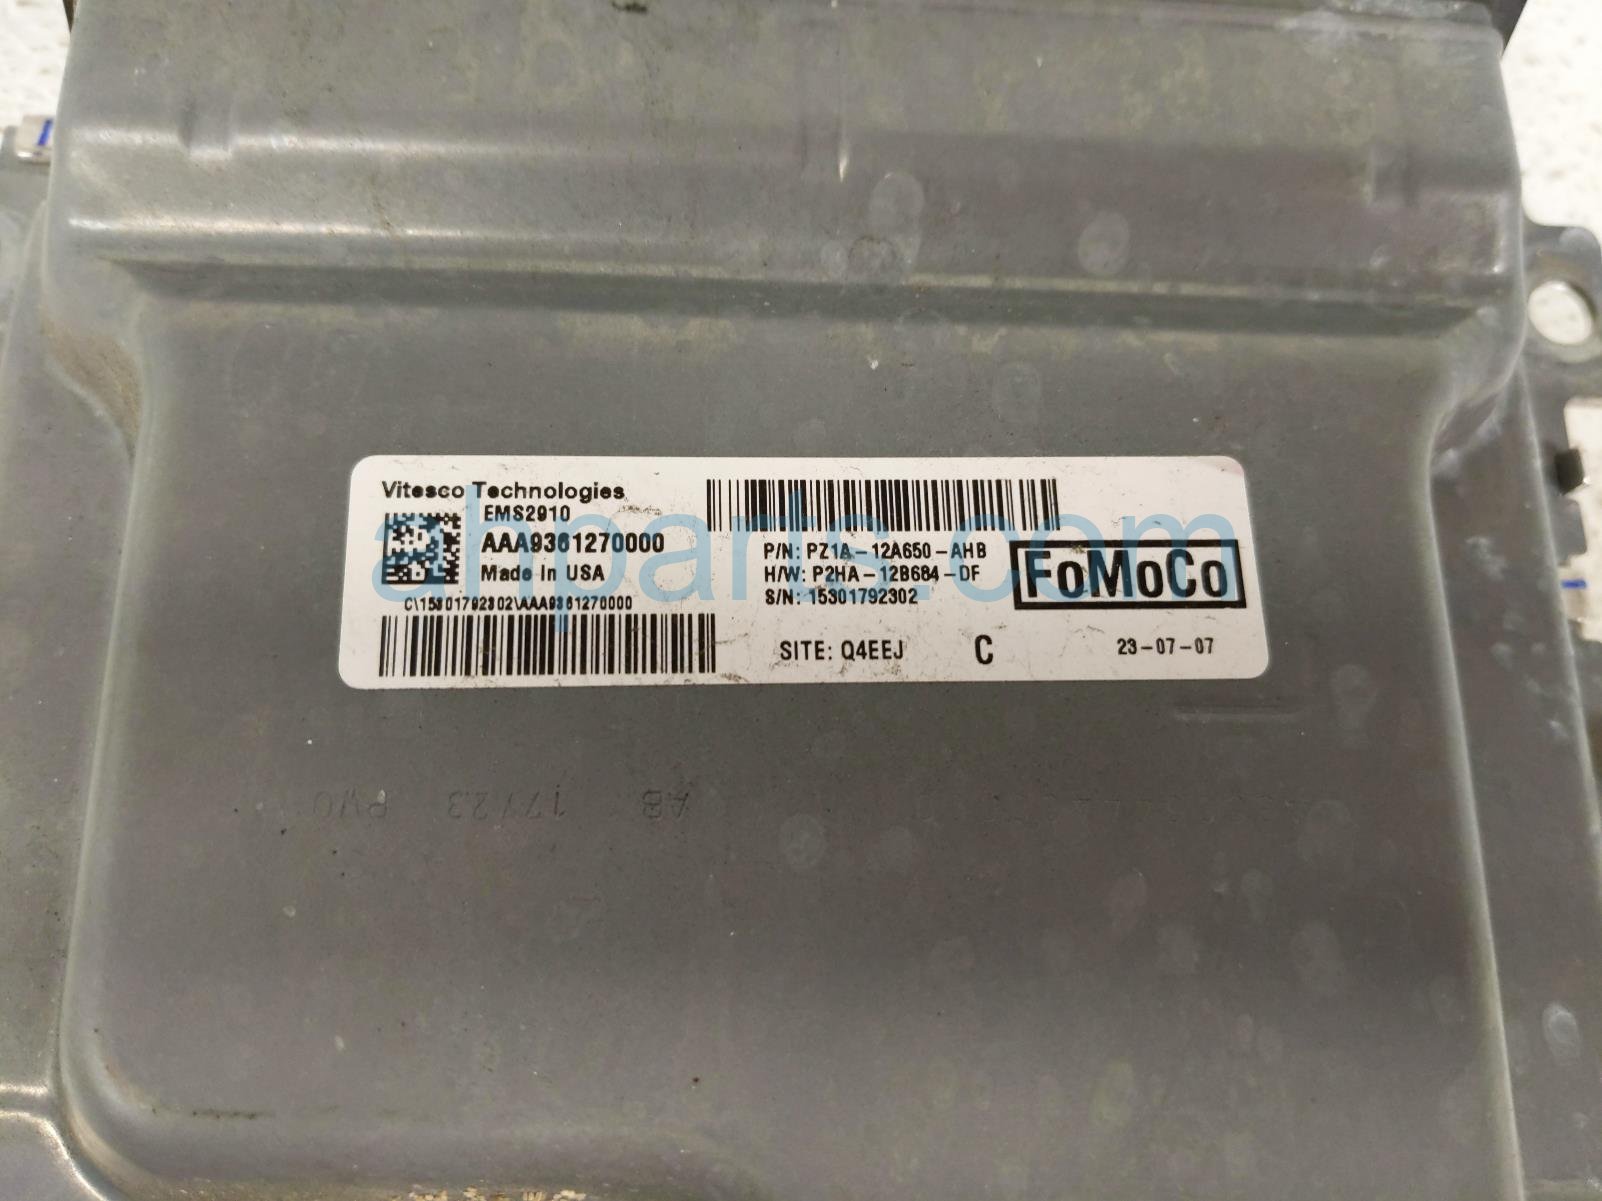 Vitesco Technologies
EMS2910
AAA9361270000
Made in USA
C\15301792302\AAA9361270000
P/N: PZ1A-12A650-AHB
H/W: P2HA-12B684-DF
S/N: 15301792302
FoMoCo
SITE: Q4EEJ C 23-07-07
ahparts.com
AB 17/23 PVO